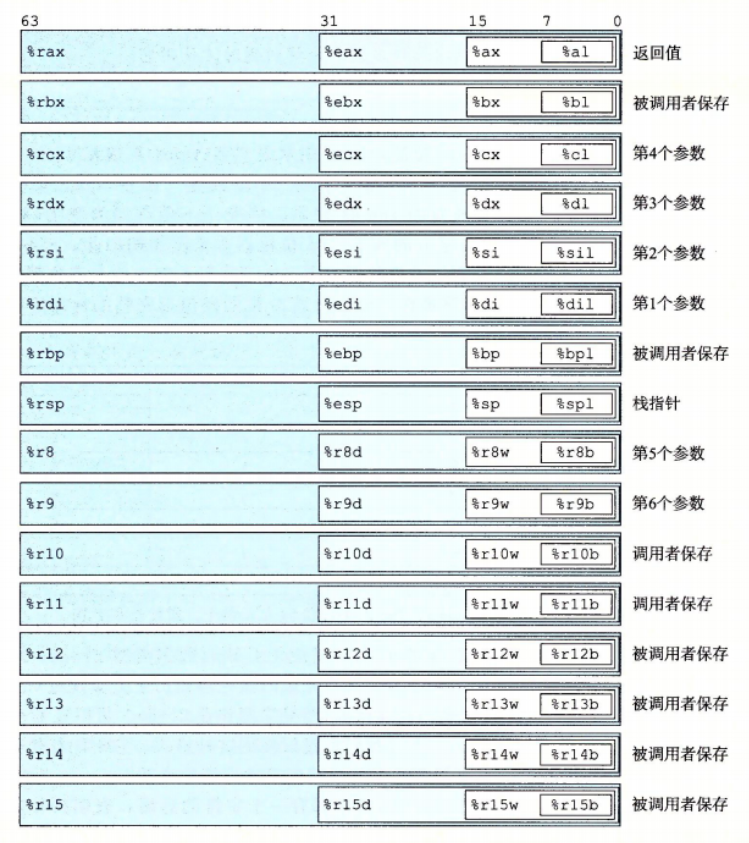 63 31 15 7 0
%rax %eax %ax %al 返回值
%rbx %ebx %bx %bl 被调用者保存
%rcx %ecx %cx %cl 第4个参数
%rdx %edx %dx %dl 第3个参数
%rsi %esi %si %sil 第2个参数
%rdi %edi %di %dil 第1个参数
%rbp %ebp %bp %bpl 被调用者保存
%rsp %esp %sp %spl 栈指针
%r8 %r8d %r8w %r8b 第5个参数
%r9 %r9d %r9w %r9b 第6个参数
%r10 %r10d %r10w %r10b 调用者保存
%r11 %r11d %r11w %r11b 调用者保存
%r12 %r12d %r12w %r12b 被调用者保存
%r13 %r13d %r13w %r13b 被调用者保存
%r14 %r14d %r14w %r14b 被调用者保存
%r15 %r15d %r15w %r15b 被调用者保存